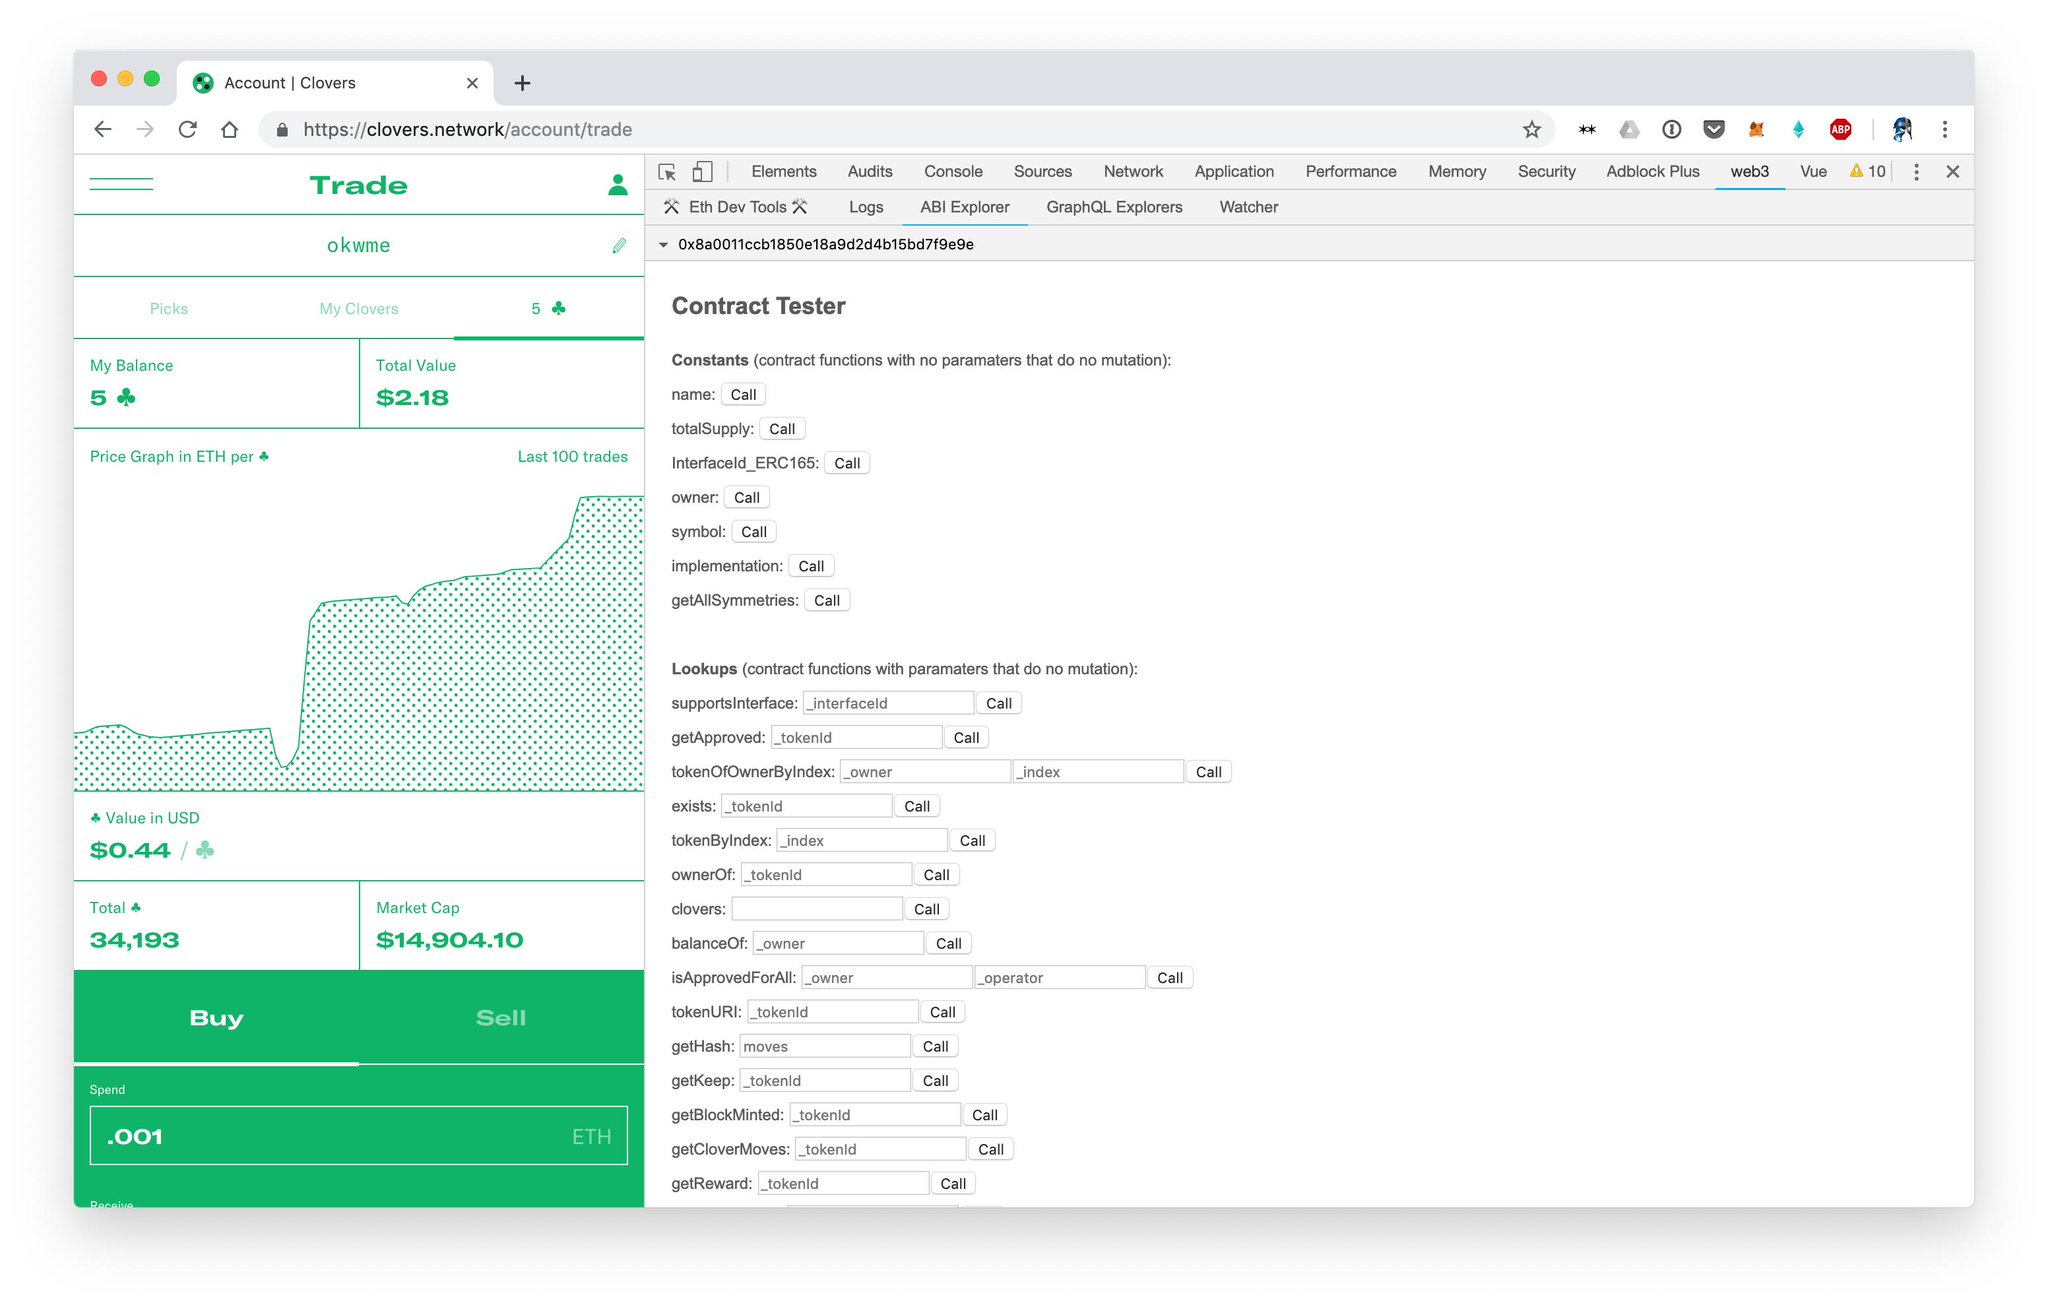 Account | Clovers
https://clovers.network/account/trade
ABP
Trade
okwme
Picks My Clovers 5 ♣
My Balance Total Value
5 ♣ $2.18
Price Graph in ETH per ♣ Last 100 trades
♣ Value in USD
$0.44 / ♣
Total ♣ Market Cap
34,193 $14,904.10
Buy Sell
Spend
.001 ETH
Receive
Elements Audits Console Sources Network Application Performance Memory Security Adblock Plus web3 Vue 10
Eth Dev Tools Logs ABI Explorer GraphQL Explorers Watcher
0x8a0011ccb1850e18a9d2d4b15bd7f9e9e
Contract Tester
Constants (contract functions with no paramaters that do no mutation):
name: Call
totalSupply: Call
InterfaceId_ERC165: Call
owner: Call
symbol: Call
implementation: Call
getAllSymmetries: Call
Lookups (contract functions with paramaters that do no mutation):
supportsInterface: _interfaceId Call
getApproved: _tokenId Call
tokenOfOwnerByIndex: _owner _index Call
exists: _tokenId Call
tokenByIndex: _index Call
ownerOf: _tokenId Call
clovers: Call
balanceOf: _owner Call
isApprovedForAll: _owner _operator Call
tokenURI: _tokenId Call
getHash: moves Call
getKeep: _tokenId Call
getBlockMinted: _tokenId Call
getCloverMoves: _tokenId Call
getReward: _tokenId Call